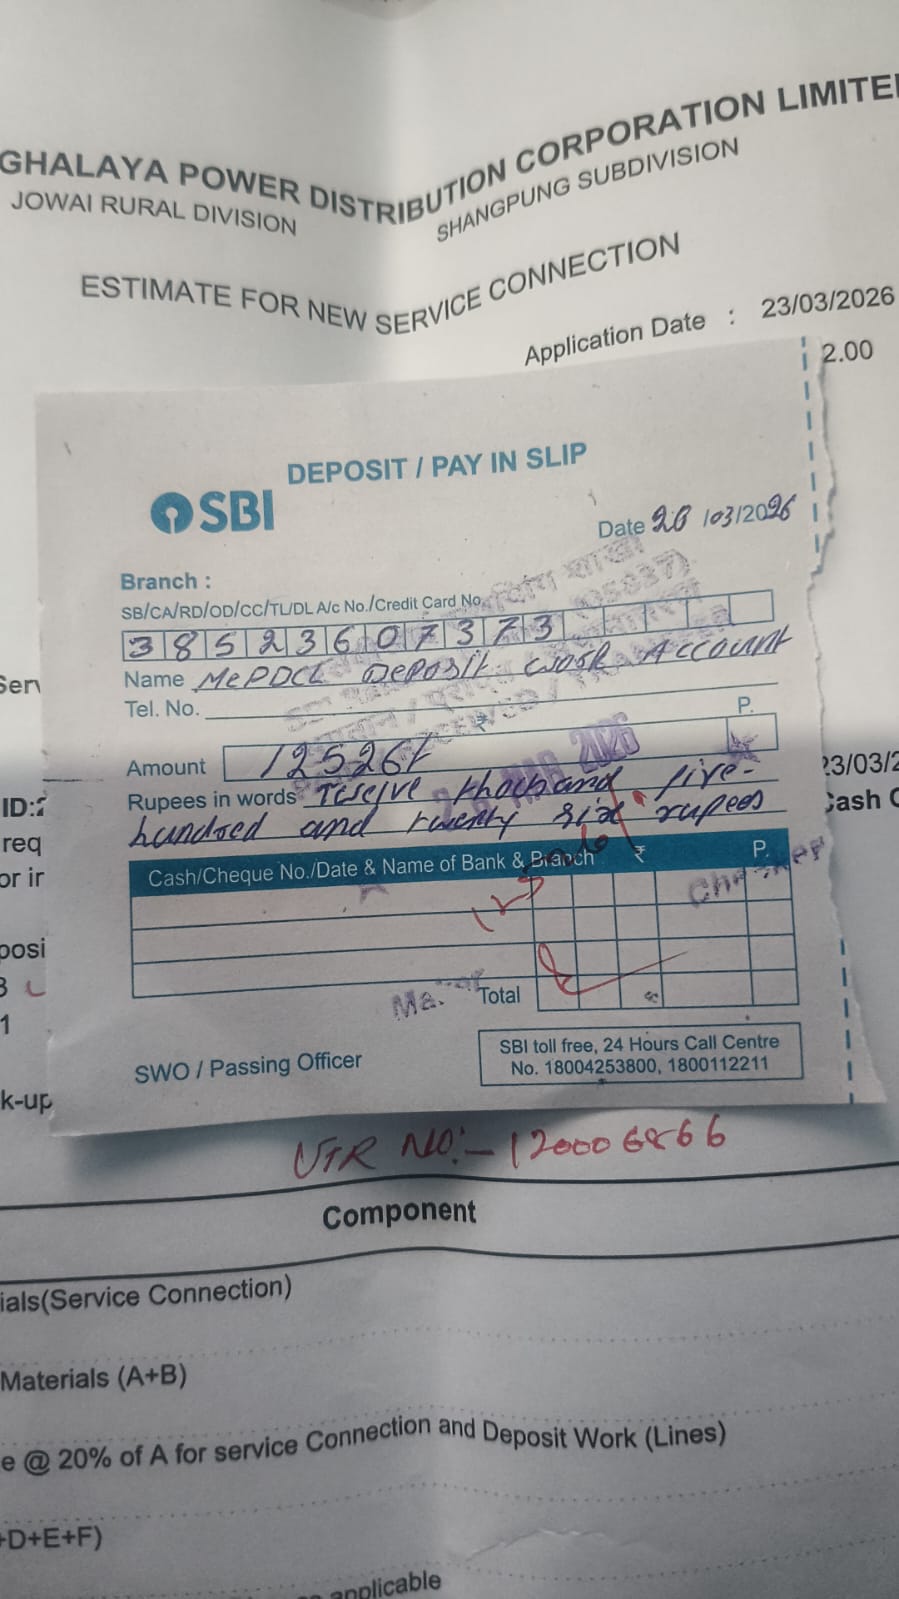 GHALAYA POWER DISTRIBUTION CORPORATION LIMITE
JOWAI RURAL DIVISION
SHANGPUNG SUBDIVISION
ESTIMATE FOR NEW SERVICE CONNECTION
Application Date : 23/03/2026
2.00
DEPOSIT / PAY IN SLIP
SBI
Date /03/2026
Branch :
SB/CA/RD/OD/CC/TL/DL A/c No./Credit Card No.
38523607373
Name MePDCL Deposit work Account
Tel. No.
₹ P.
Amount 12526/-
Rupees in words Twelve thousand five-
hundred and twenty six rupees
Cash/Cheque No./Date & Name of Bank & Branch ₹ P.
Total
SWO / Passing Officer
SBI toll free, 24 Hours Call Centre
No. 18004253800, 1800112211
Serv
ID:2
req
or ir
posi
3
1
k-up
23/03/2
Cash C
UTR NO:- 120006866
Component
ials(Service Connection)
Materials (A+B)
e @ 20% of A for service Connection and Deposit Work (Lines)
+D+E+F)
applicable